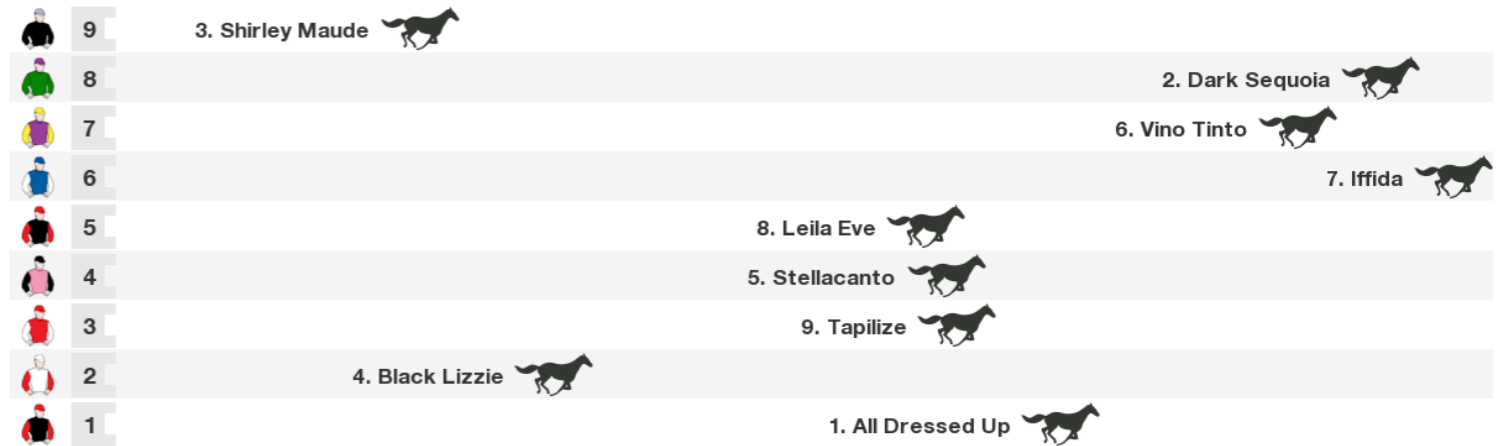 9 3. Shirley Maude
8 2. Dark Sequoia
7 6. Vino Tinto
6 7. Iffida
5 8. Leila Eve
4 5. Stellacanto
3 9. Tapilize
2 4. Black Lizzie
1 1. All Dressed Up